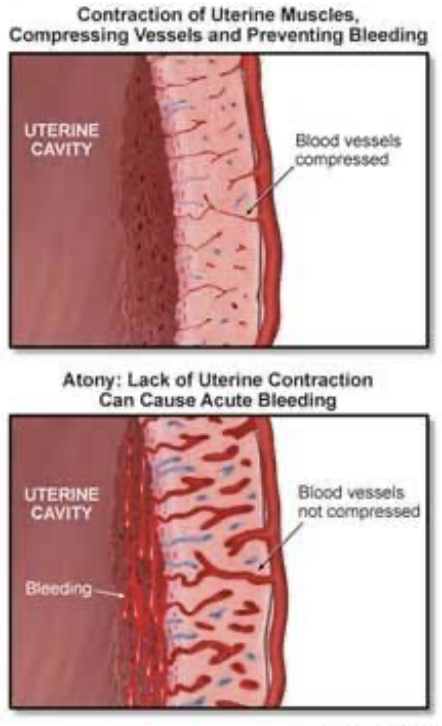 Contraction of Uterine Muscles,
Compressing Vessels and Preventing Bleeding
UTERINE
CAVITY
Blood vessels
compressed
Atony: Lack of Uterine Contraction
Can Cause Acute Bleeding
UTERINE
CAVITY
Blood vessels
not compressed
Bleeding